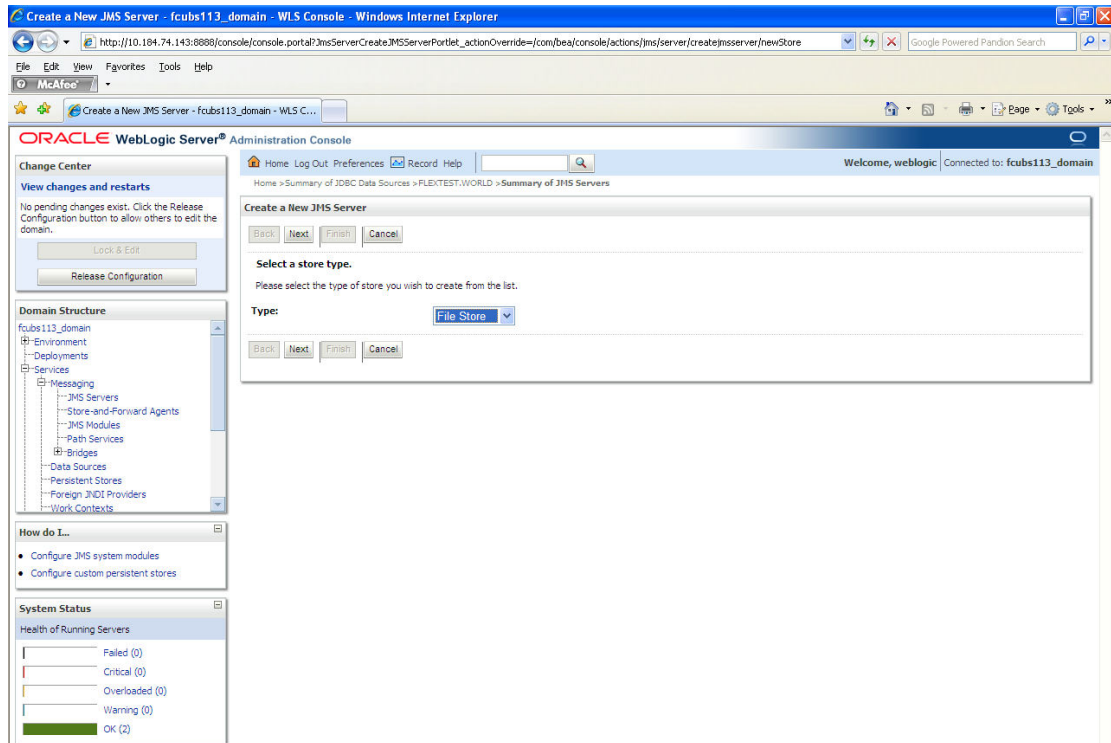 Create a New JMS Server - fcubs113_domain - WLS Console - Windows Internet Explorer
http://10.184.74.143:8888/console/console.portal?JmsServerCreateJMSServerPortlet_actionOverride=/com/bea/console/actions/jms/server/createjmsserver/newStore
Google Powered Pandion Search
File Edit View Favorites Tools Help
McAfee
Create a New JMS Server - fcubs113_domain - WLS C...
Page Tools »
ORACLE WebLogic Server® Administration Console
Change Center
View changes and restarts
No pending changes exist. Click the Release
Configuration button to allow others to edit the
domain.
Lock & Edit
Release Configuration
Domain Structure
fcubs113_domain
Environment
Deployments
Services
Messaging
JMS Servers
Store-and-Forward Agents
JMS Modules
Path Services
Bridges
Data Sources
Persistent Stores
Foreign JNDI Providers
Work Contexts
How do I...
Configure JMS system modules
Configure custom persistent stores
System Status
Health of Running Servers
Failed (0)
Critical (0)
Overloaded (0)
Warning (0)
OK (2)
Home Log Out Preferences Record Help
Welcome, weblogic Connected to: fcubs113_domain
Home >Summary of JDBC Data Sources >FLEXTEST.WORLD >Summary of JMS Servers
Create a New JMS Server
Back Next Finish Cancel
Select a store type.
Please select the type of store you wish to create from the list.
Type: File Store
Back Next Finish Cancel